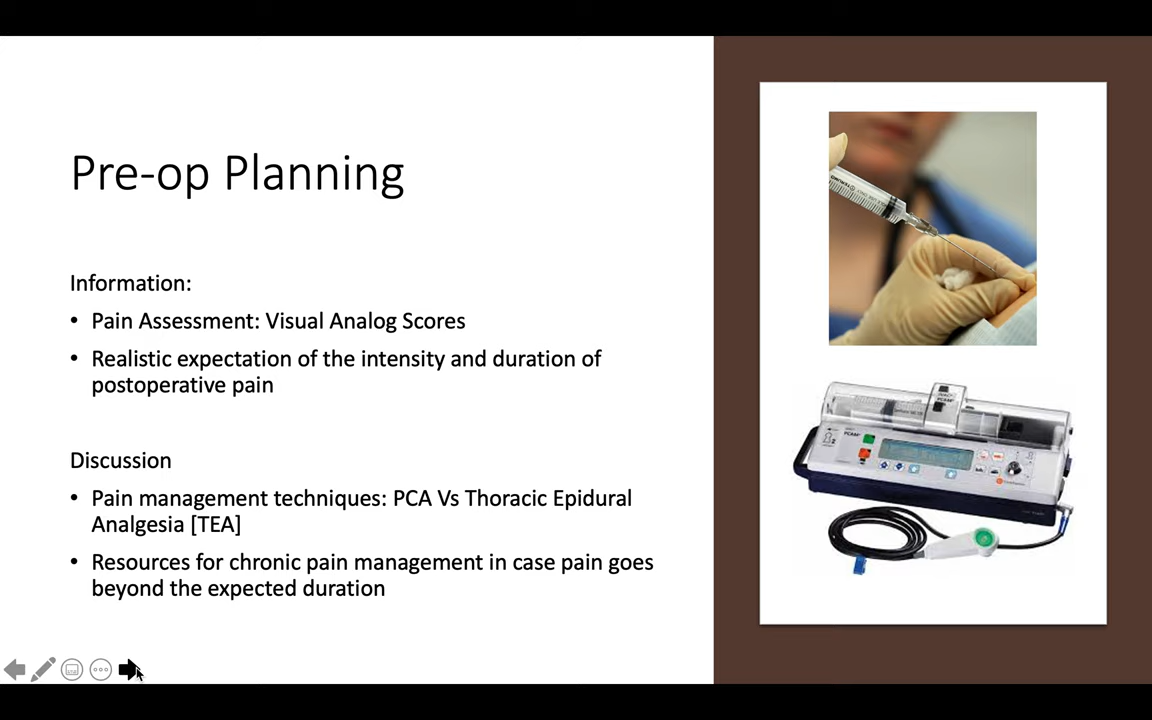 Pre-op Planning
Information:
• Pain Assessment: Visual Analog Scores
• Realistic expectation of the intensity and duration of
postoperative pain
Discussion
• Pain management techniques: PCA Vs Thoracic Epidural
Analgesia [TEA]
• Resources for chronic pain management in case pain goes
beyond the expected duration